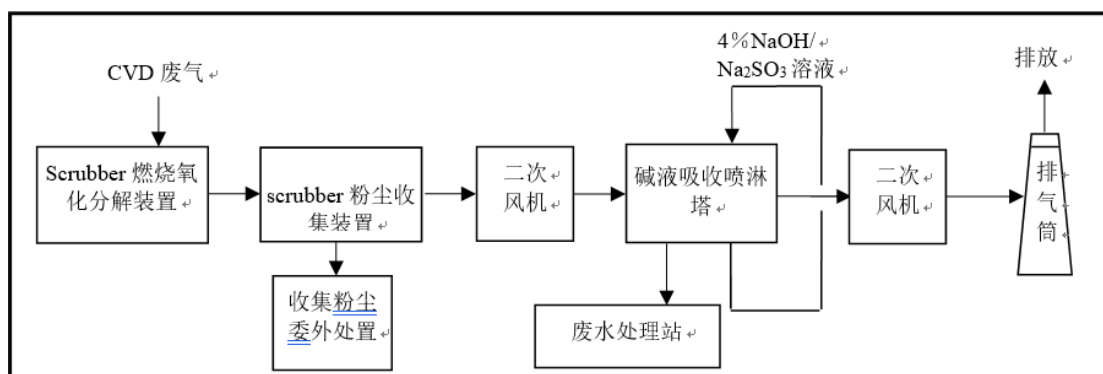 CVD 废气
Scrubber 燃烧氧
化分解装置
scrubber 粉尘收
集装置
收集粉尘
委外处置
二次
风机
4%NaOH/
Na₂SO₃ 溶液
碱液吸收喷淋
塔
废水处理站
二次
风机
排放
排
气
筒